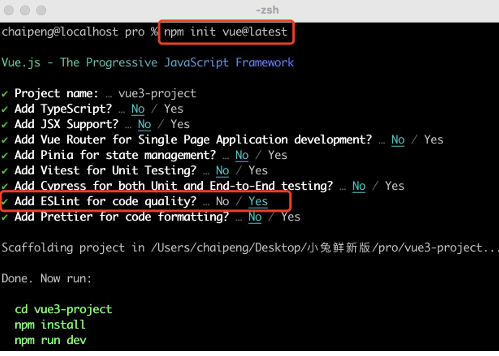 -zsh
chaipeng@localhost pro % npm init vue@latest
Vue.js - The Progressive JavaScript Framework
✔ Project name: … vue3-project
✔ Add TypeScript? … No / Yes
✔ Add JSX Support? … No / Yes
✔ Add Vue Router for Single Page Application development? … No / Yes
✔ Add Pinia for state management? … No / Yes
✔ Add Vitest for Unit Testing? … No / Yes
✔ Add Cypress for both Unit and End-to-End testing? … No / Yes
✔ Add ESLint for code quality? … No / Yes
✔ Add Prettier for code formatting? … No / Yes
Scaffolding project in /Users/chaipeng/Desktop/小兔鲜新版/pro/vue3-project...
Done. Now run:
cd vue3-project
npm install
npm run dev